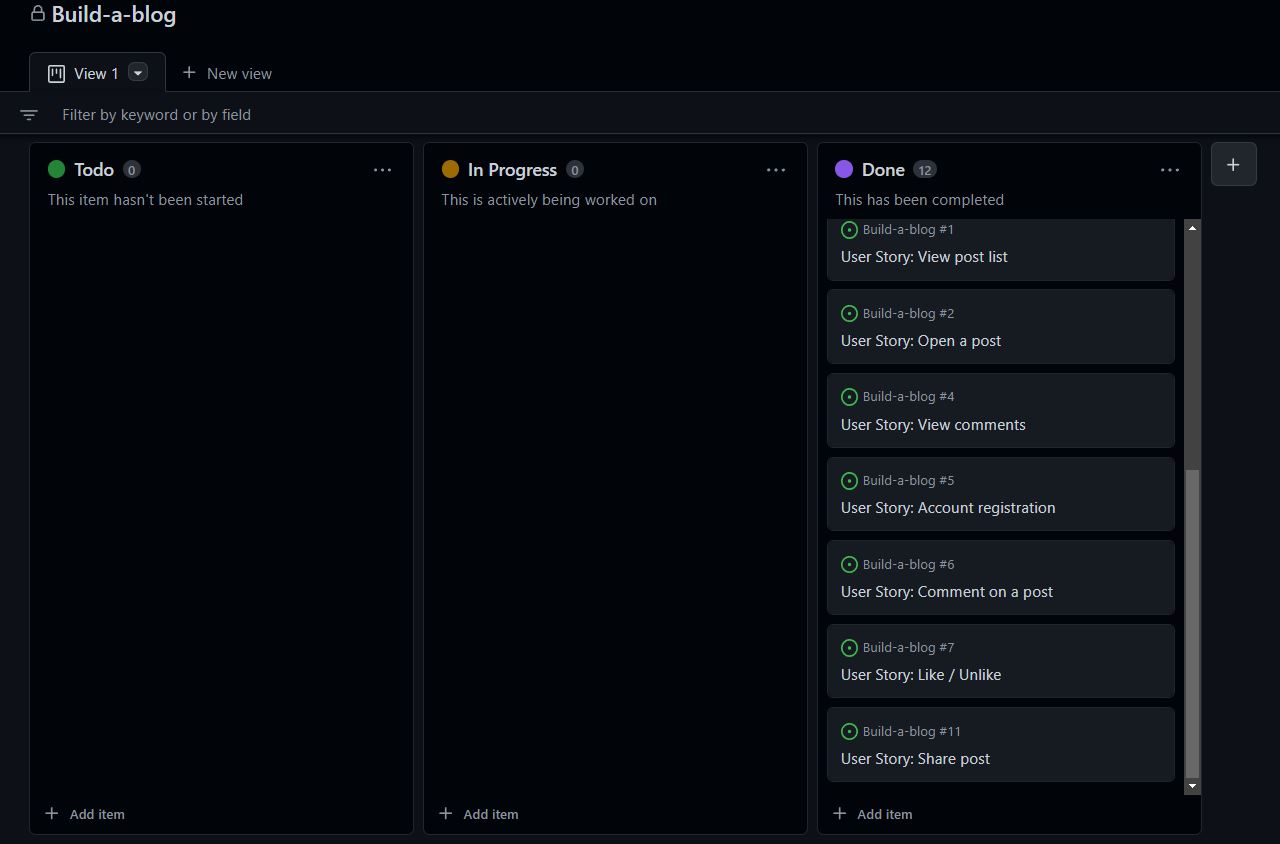 Build-a-blog
View 1
New view
Filter by keyword or by field
Todo 0
This item hasn't been started
Add item
In Progress 0
This is actively being worked on
Add item
Done 12
This has been completed
Build-a-blog #1
User Story: View post list
Build-a-blog #2
User Story: Open a post
Build-a-blog #4
User Story: View comments
Build-a-blog #5
User Story: Account registration
Build-a-blog #6
User Story: Comment on a post
Build-a-blog #7
User Story: Like / Unlike
Build-a-blog #11
User Story: Share post
Add item